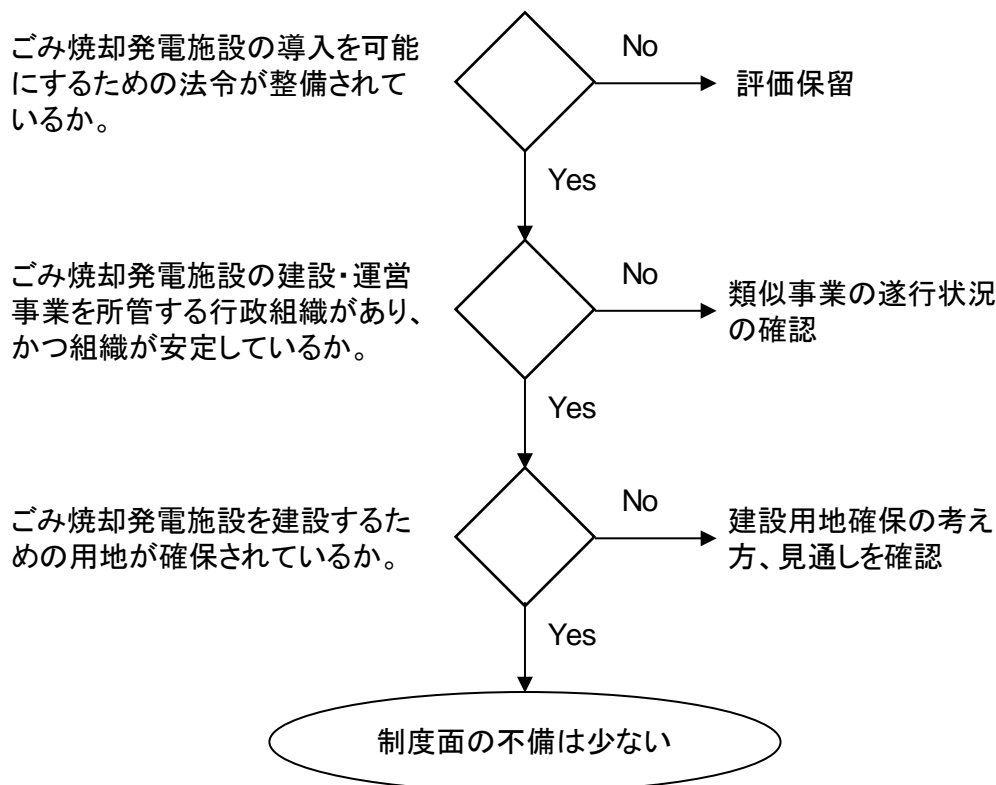 ごみ焼却発電施設の導入を可能
にするための法令が整備されて
いるか。
No
評価保留
Yes
ごみ焼却発電施設の建設・運営
事業を所管する行政組織があり、
かつ組織が安定しているか。
No
類似事業の遂行状況
の確認
Yes
ごみ焼却発電施設を建設するた
めの用地が確保されているか。
No
建設用地確保の考え
方、見通しを確認
Yes
制度面の不備は少ない